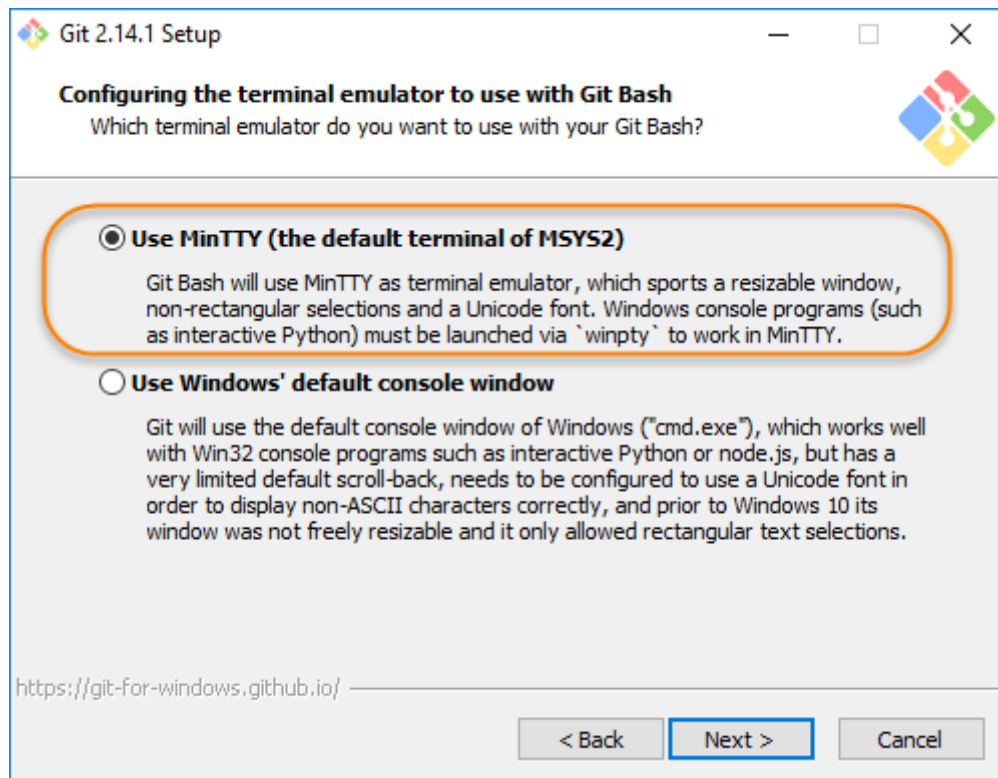 Git 2.14.1 Setup
Configuring the terminal emulator to use with Git Bash
Which terminal emulator do you want to use with your Git Bash?
Use MinTTY (the default terminal of MSYS2)
Git Bash will use MinTTY as terminal emulator, which sports a resizable window,
non-rectangular selections and a Unicode font. Windows console programs (such
as interactive Python) must be launched via `winpty` to work in MinTTY.
Use Windows' default console window
Git will use the default console window of Windows ("cmd.exe"), which works well
with Win32 console programs such as interactive Python or node.js, but has a
very limited default scroll-back, needs to be configured to use a Unicode font in
order to display non-ASCII characters correctly, and prior to Windows 10 its
window was not freely resizable and it only allowed rectangular text selections.
https://git-for-windows.github.io/
< Back Next > Cancel